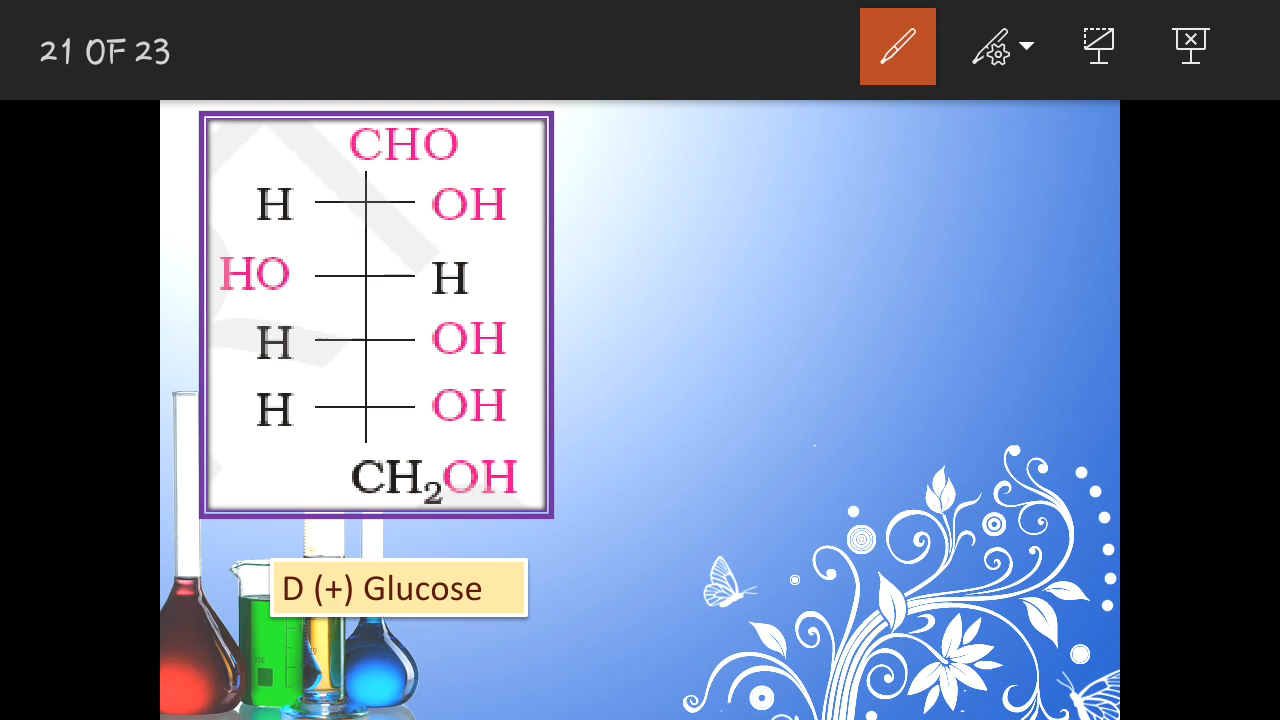 21 OF 23
CHO
H OH
HO H
H OH
H OH
CH₂OH
D (+) Glucose